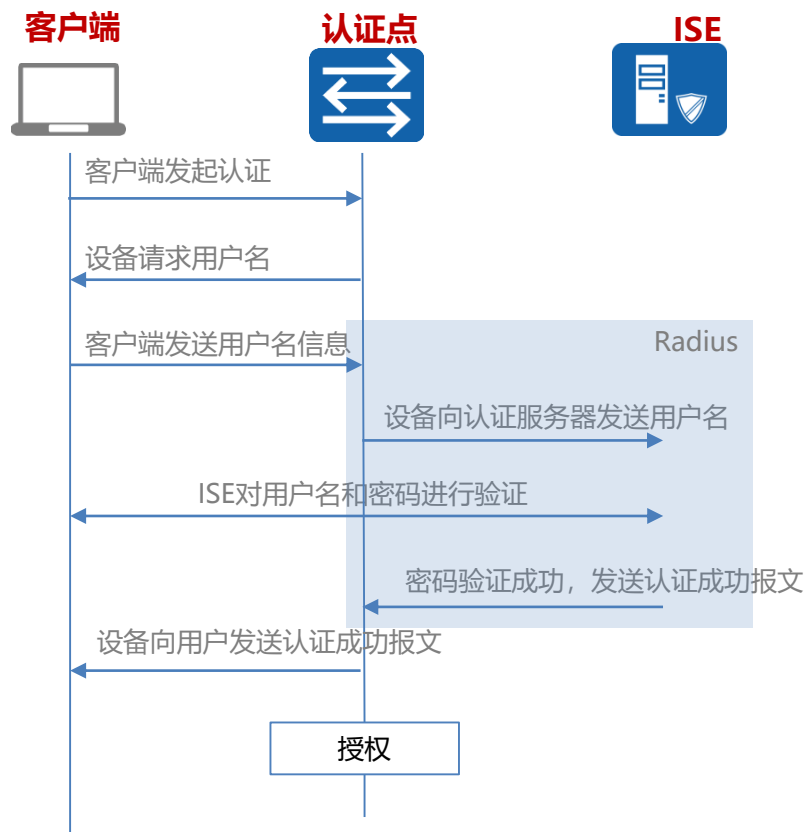 客户端
认证点
ISE
客户端发起认证
设备请求用户名
客户端发送用户名信息
Radius
设备向认证服务器发送用户名
ISE对用户名和密码进行验证
密码验证成功，发送认证成功报文
设备向用户发送认证成功报文
授权